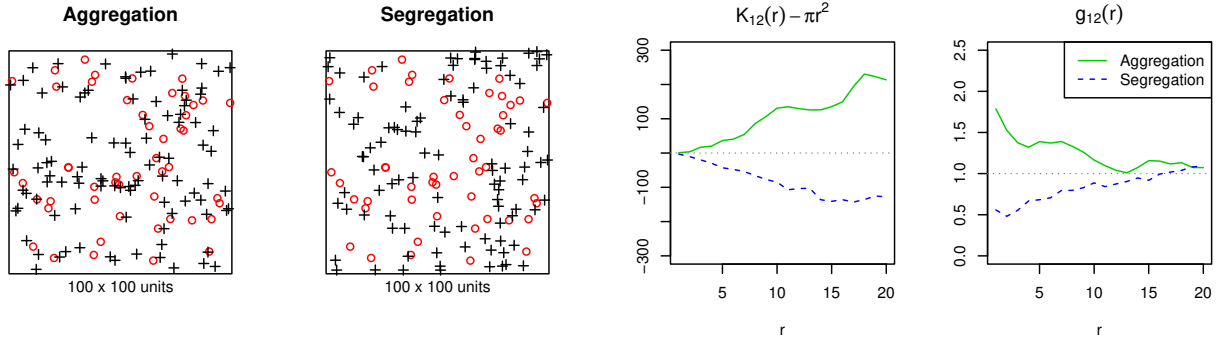 Aggregation
100 x 100 units
Segregation
100 x 100 units
K₁₂(r) − πr²
−300
−100
100
300
5
10
15
20
r
g₁₂(r)
Aggregation
Segregation
0.0
0.5
1.0
1.5
2.0
2.5
5
10
15
20
r